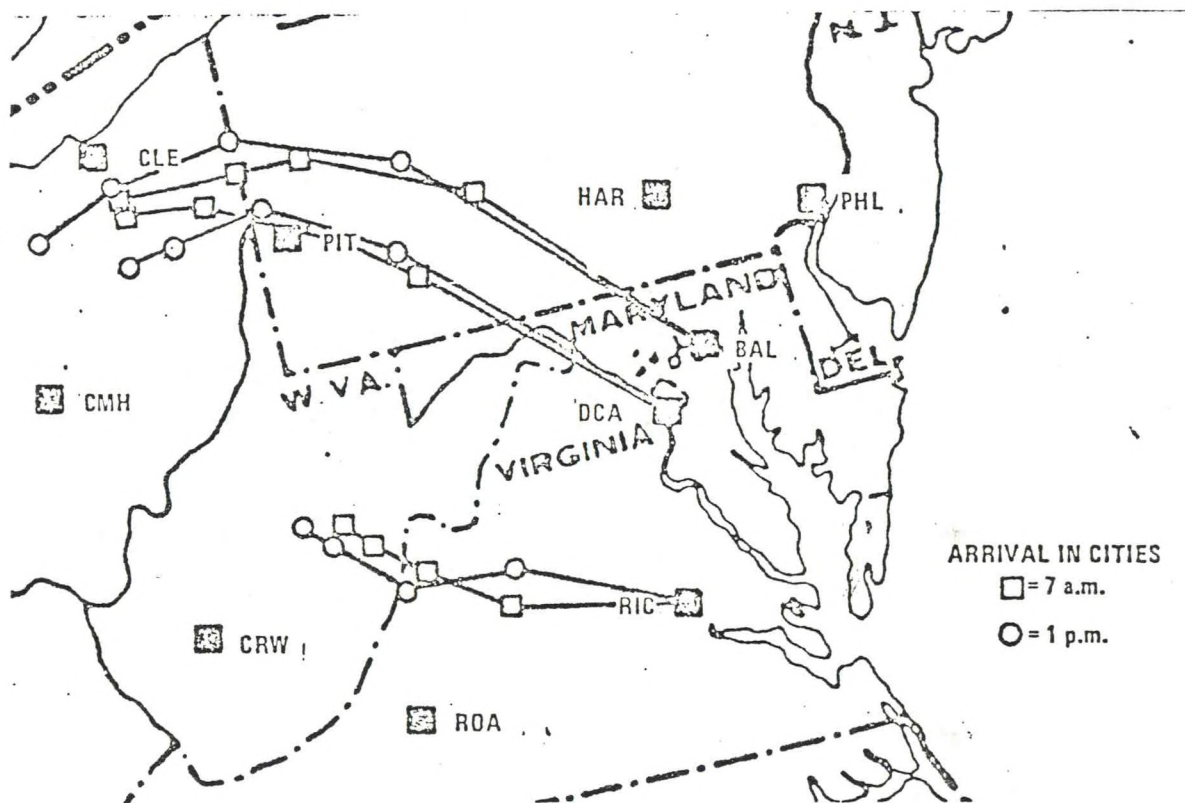 N. J.
CLE
HAR
PHL
PIT
MARYLAND
BAL
DEL
W. VA.
CMH
DCA
VIRGINIA
ARRIVAL IN CITIES
□ = 7 a.m.
RIC
○ = 1 p.m.
CRW
ROA